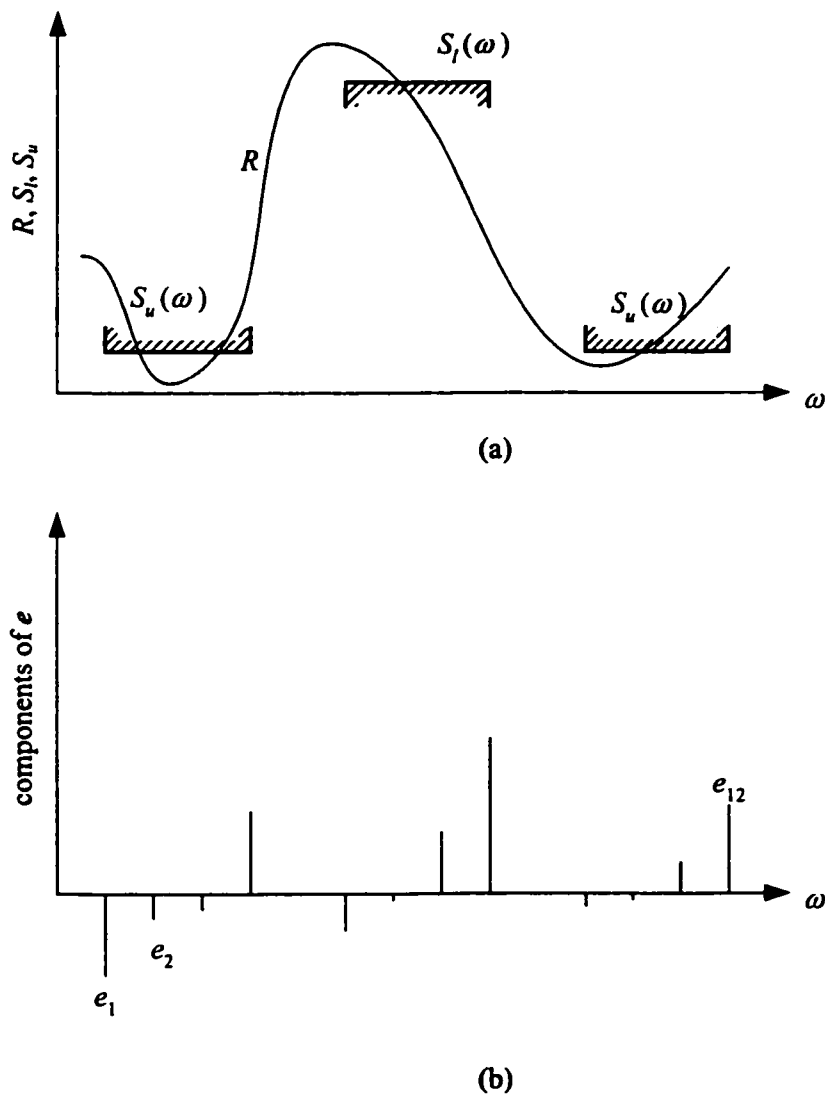 S_l(ω)
R, S_l, S_u
R
S_u(ω)
S_u(ω)
ω
(a)
components of e
e_12
ω
e_2
e_1
(b)